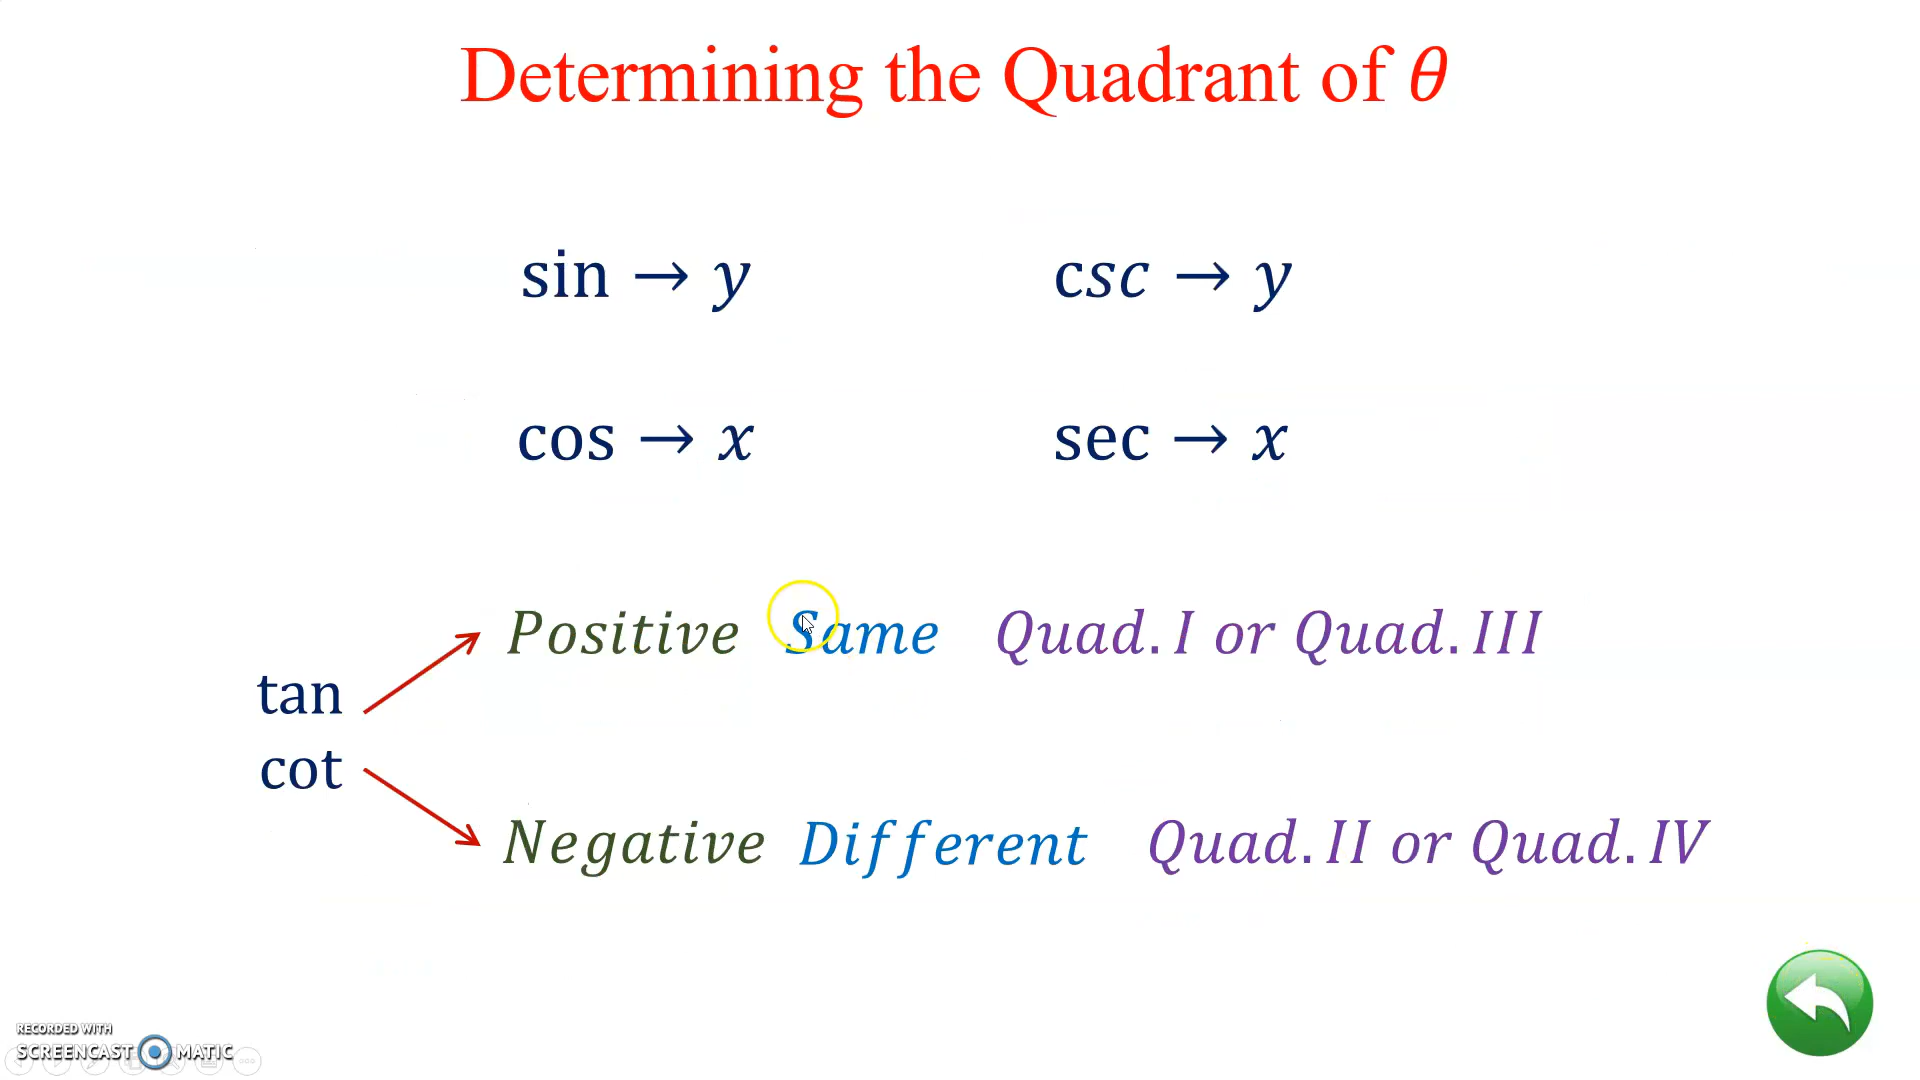 Determining the Quadrant of θ
sin → y csc → y
cos → x sec → x
Positive Same Quad. I or Quad. III
tan
cot
Negative Different Quad. II or Quad. IV
RECORDED WITH
SCREENCAST MATIC